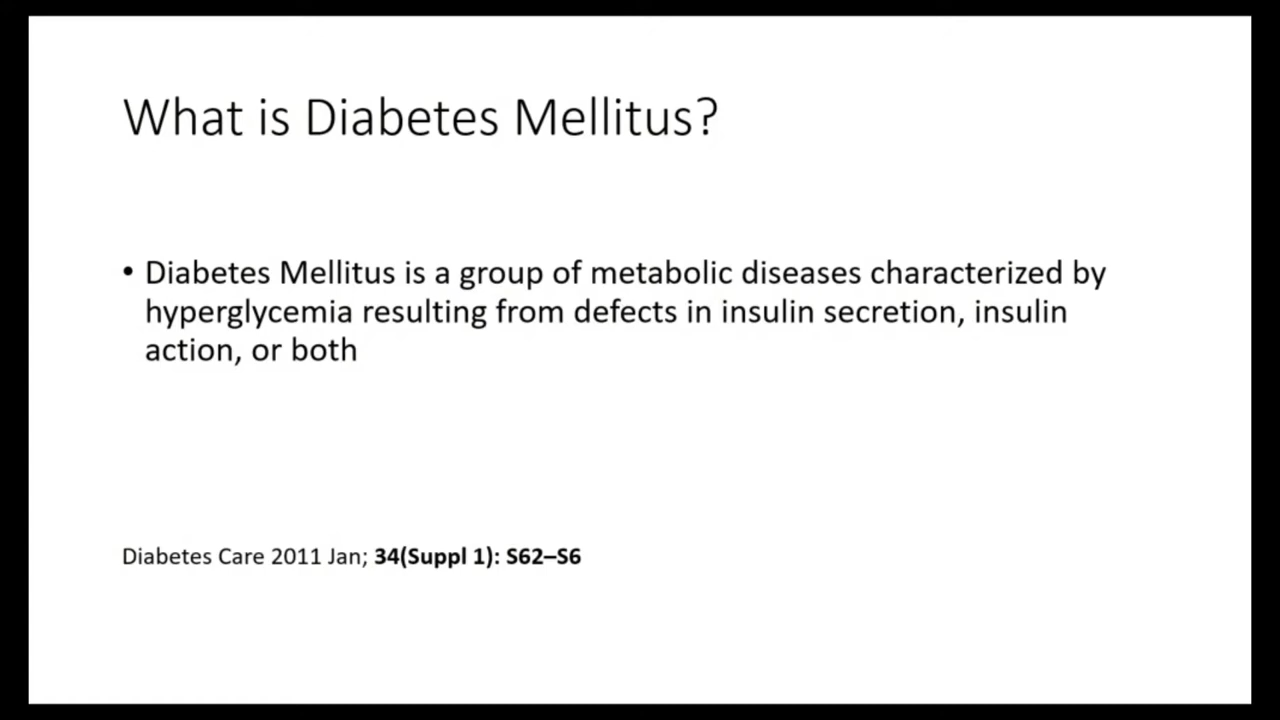 What is Diabetes Mellitus?
• Diabetes Mellitus is a group of metabolic diseases characterized by
hyperglycemia resulting from defects in insulin secretion, insulin
action, or both
Diabetes Care 2011 Jan; 34(Suppl 1): S62–S6